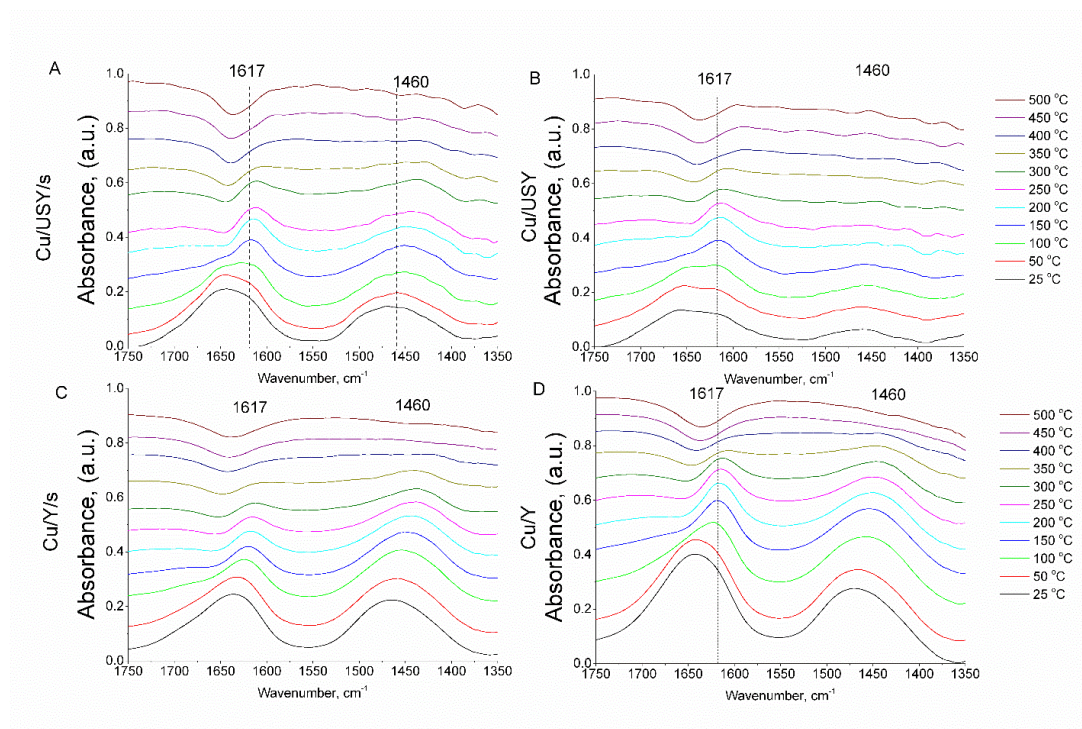 A
1617
1460
1.0
0.8
0.6
0.4
0.2
0.0
Cu/USY/s
Absorbance, (a.u.)
1750 1700 1650 1600 1550 1500 1450 1400 1350
Wavenumber, cm-1
B
1617
1460
1.0
0.8
0.6
0.4
0.2
0.0
Cu/USY
Absorbance, (a.u.)
1750 1700 1650 1600 1550 1500 1450 1400 1350
Wavenumber, cm-1
500 °C
450 °C
400 °C
350 °C
300 °C
250 °C
200 °C
150 °C
100 °C
50 °C
25 °C
C
1617
1460
1.0
0.8
0.6
0.4
0.2
0.0
Cu/Y/s
Absorbance, (a.u.)
1750 1700 1650 1600 1550 1500 1450 1400 1350
Wavenumber, cm-1
D
1617
1460
1.0
0.8
0.6
0.4
0.2
0.0
Cu/Y
Absorbance, (a.u.)
1750 1700 1650 1600 1550 1500 1450 1400 1350
Wavenumber, cm-1
500 °C
450 °C
400 °C
350 °C
300 °C
250 °C
200 °C
150 °C
100 °C
50 °C
25 °C